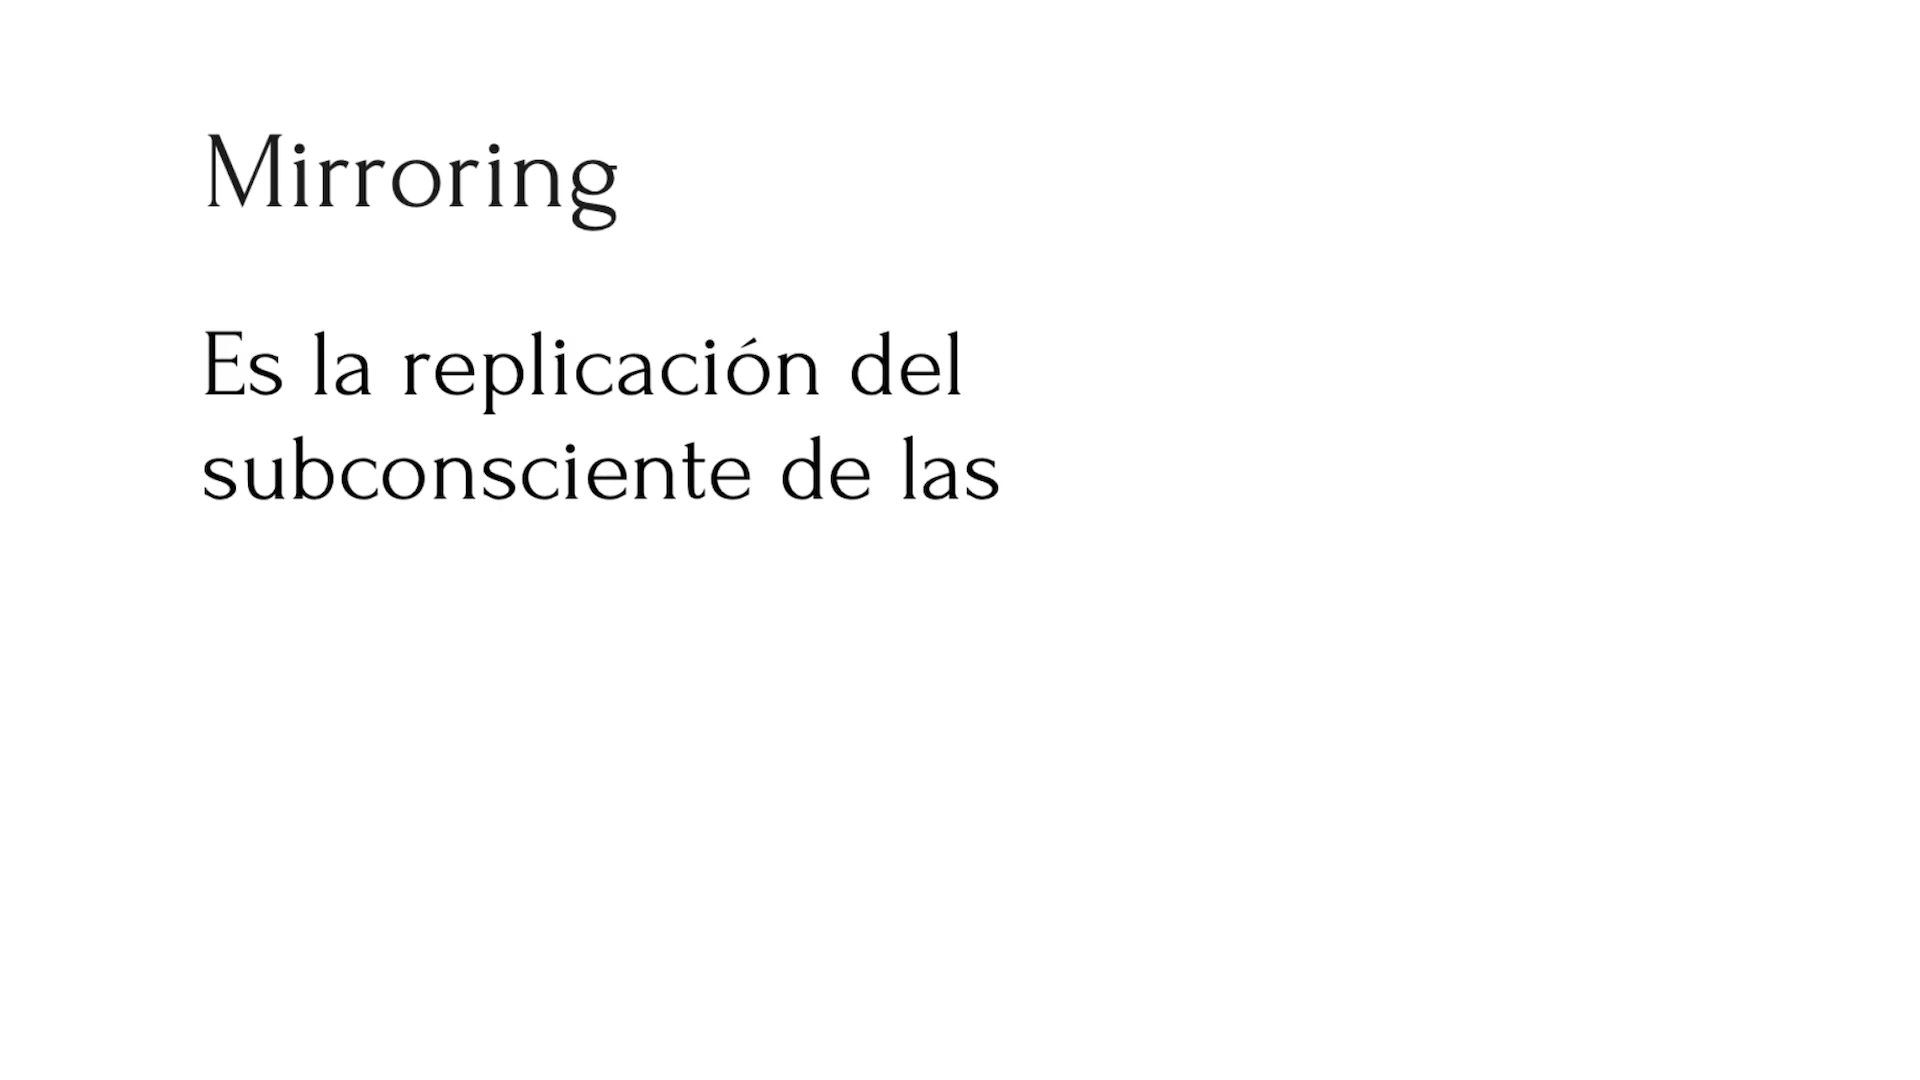 Mirroring
Es la replicación del
subconsciente de las